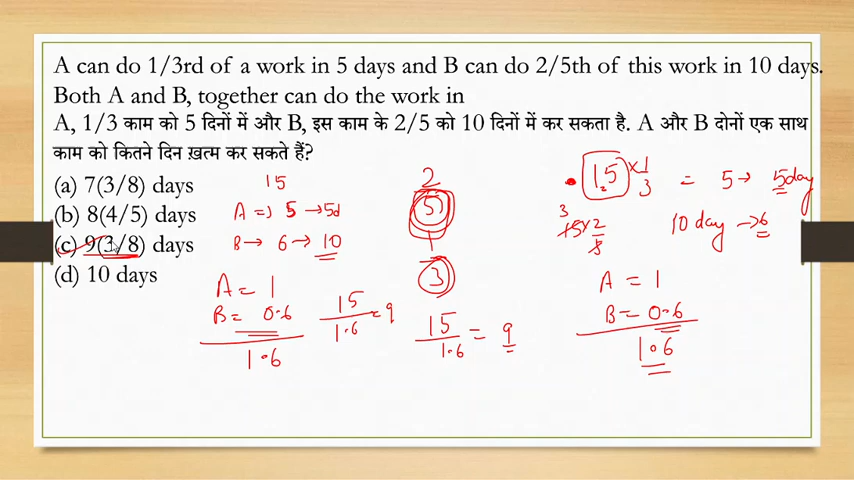 A can do 1/3rd of a work in 5 days and B can do 2/5th of this work in 10 days.
Both A and B, together can do the work in
A, 1/3 काम को 5 दिनों में और B, इस काम के 2/5 को 10 दिनों में कर सकता है. A और B दोनों एक साथ
काम को कितने दिन ख़त्म कर सकते हैं?
(a) 7(3/8) days
(b) 8(4/5) days
(c) 9(3/8) days
(d) 10 days
15
A => 5 → 5d
B → 6 → 10
A = 1
B = 0.6
1.6
15/1.6 = 9
2
5
3
15/1.6 = 9
15 × 1/3 = 5 → 5day
3
15 × 2/5
10 day → 6
A = 1
B = 0.6
1.6